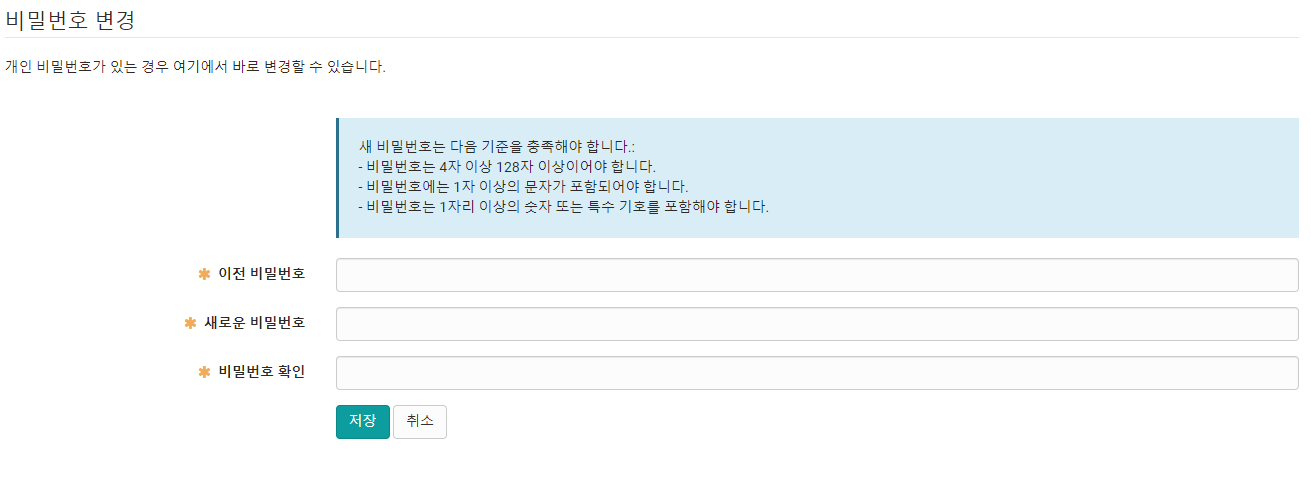 비밀번호 변경
개인 비밀번호가 있는 경우 여기에서 바로 변경할 수 있습니다.
새 비밀번호는 다음 기준을 충족해야 합니다.:
- 비밀번호는 4자 이상 128자 이상이어야 합니다.
- 비밀번호에는 1자 이상의 문자가 포함되어야 합니다.
- 비밀번호는 1자리 이상의 숫자 또는 특수 기호를 포함해야 합니다.
✱ 이전 비밀번호
✱ 새로운 비밀번호
✱ 비밀번호 확인
저장 취소